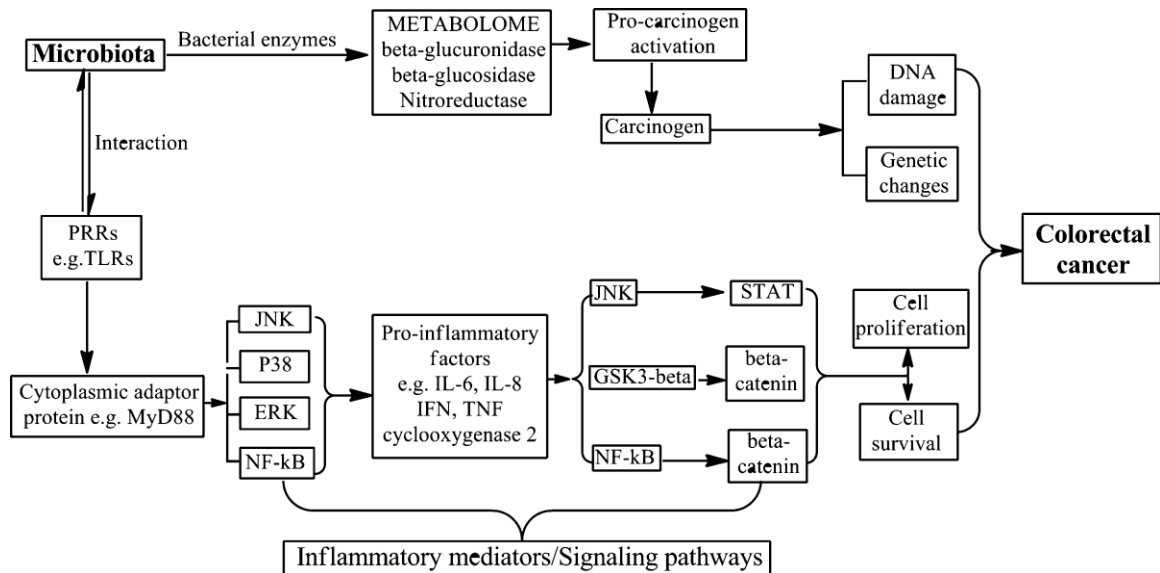 Microbiota
Bacterial enzymes
METABOLOME
beta-glucuronidase
beta-glucosidase
Nitroreductase
Pro-carcinogen
activation
Carcinogen
DNA
damage
Genetic
changes
Interaction
PRRs
e.g.TLRs
Colorectal
cancer
Cytoplasmic adaptor
protein e.g. MyD88
JNK
P38
ERK
NF-kB
Pro-inflammatory
factors
e.g. IL-6, IL-8
IFN, TNF
cyclooxygenase 2
JNK
STAT
GSK3-beta
beta-
catenin
NF-kB
beta-
catenin
Cell
proliferation
Cell
survival
Inflammatory mediators/Signaling pathways